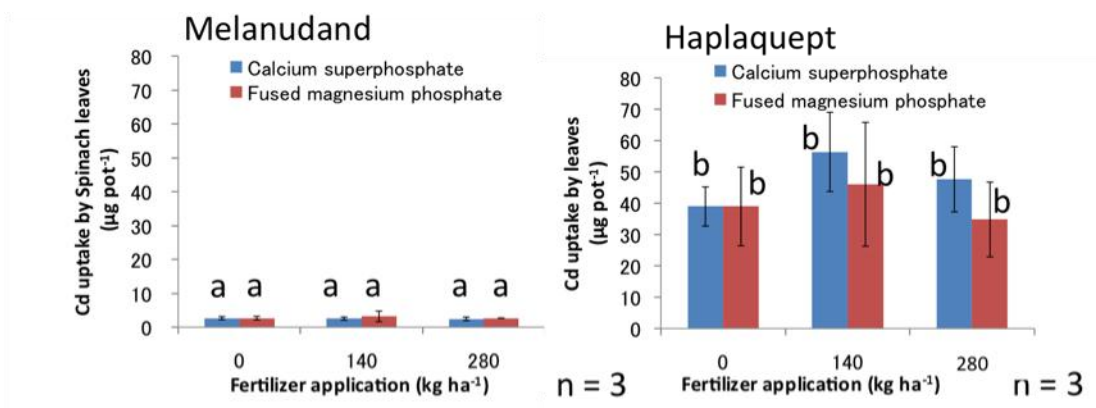 Melanudand
Cd uptake by Spinach leaves
(μg pot⁻¹)
80
70
60
50
40
30
20
10
0
Calcium superphosphate
Fused magnesium phosphate
a a a a a a
0 140 280
Fertilizer application (kg ha⁻¹)
n = 3
Haplaquept
Cd uptake by leaves
(μg pot⁻¹)
80
70
60
50
40
30
20
10
0
Calcium superphosphate
Fused magnesium phosphate
b b b b b b
0 140 280
Fertilizer application (kg ha⁻¹)
n = 3